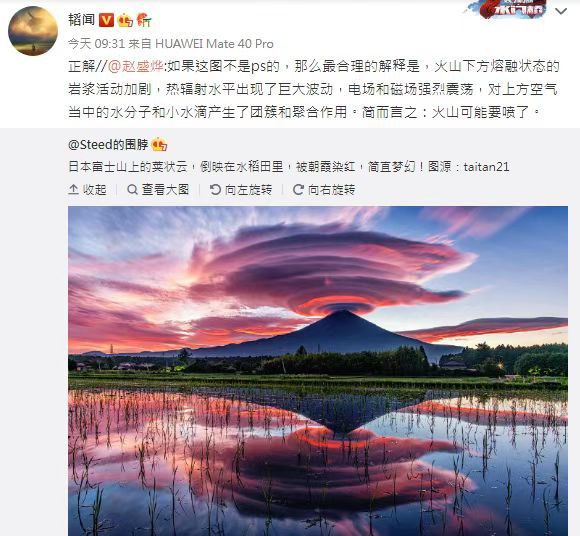 韬闻
今天 09:31 来自 HUAWEI Mate 40 Pro
正解//@赵盛烨:如果这图不是ps的，那么最合理的解释是，火山下方熔融状态的
岩浆活动加剧，热辐射水平出现了巨大波动，电场和磁场强烈震荡，对上方空气
当中的水分子和小水滴产生了团簇和聚合作用。简而言之：火山可能要喷了。
@Steed的围脖
日本富士山上的荚状云，倒映在水稻田里，被朝霞染红，简直梦幻！图源：taitan21
收起 查看大图 向左旋转 向右旋转